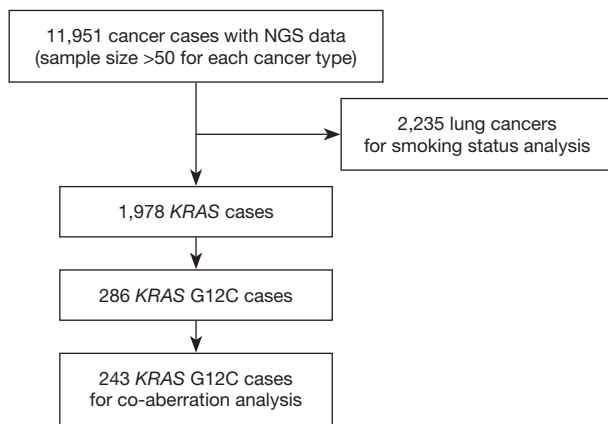 11,951 cancer cases with NGS data
(sample size >50 for each cancer type)
2,235 lung cancers
for smoking status analysis
1,978 KRAS cases
286 KRAS G12C cases
243 KRAS G12C cases
for co-aberration analysis